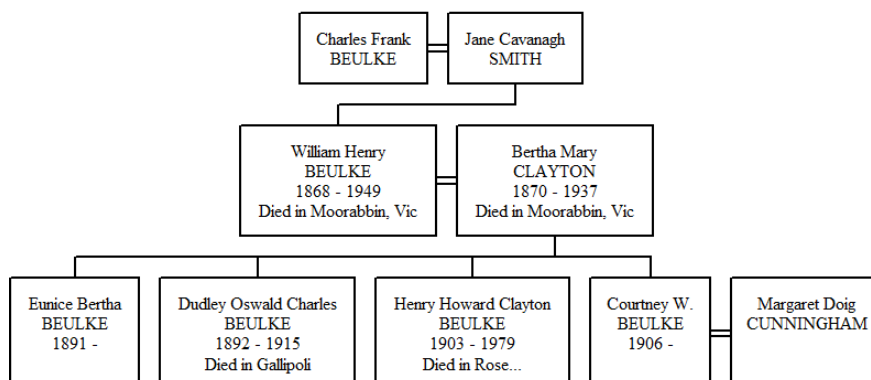 Charles Frank
BEULKE
Jane Cavanagh
SMITH
William Henry
BEULKE
1868 - 1949
Died in Moorabbin, Vic
Bertha Mary
CLAYTON
1870 - 1937
Died in Moorabbin, Vic
Eunice Bertha
BEULKE
1891 -
Dudley Oswald Charles
BEULKE
1892 - 1915
Died in Gallipoli
Henry Howard Clayton
BEULKE
1903 - 1979
Died in Rose...
Courtney W.
BEULKE
1906 -
Margaret Doig
CUNNINGHAM